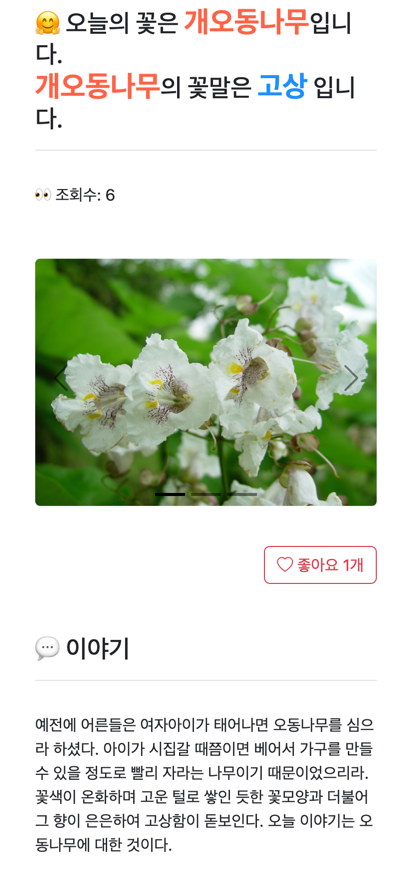 🤗 오늘의 꽃은 개오동나무입니
다.
개오동나무의 꽃말은 고상 입니
다.
👀 조회수: 6
♡ 좋아요 1개
💬 이야기
예전에 어른들은 여자아이가 태어나면 오동나무를 심으
라 하셨다. 아이가 시집갈 때쯤이면 베어서 가구를 만들
수 있을 정도로 빨리 자라는 나무이기 때문이었으리라.
꽃색이 온화하며 고운 털로 쌓인 듯한 꽃모양과 더불어
그 향이 은은하여 고상함이 돋보인다. 오늘 이야기는 오
동나무에 대한 것이다.